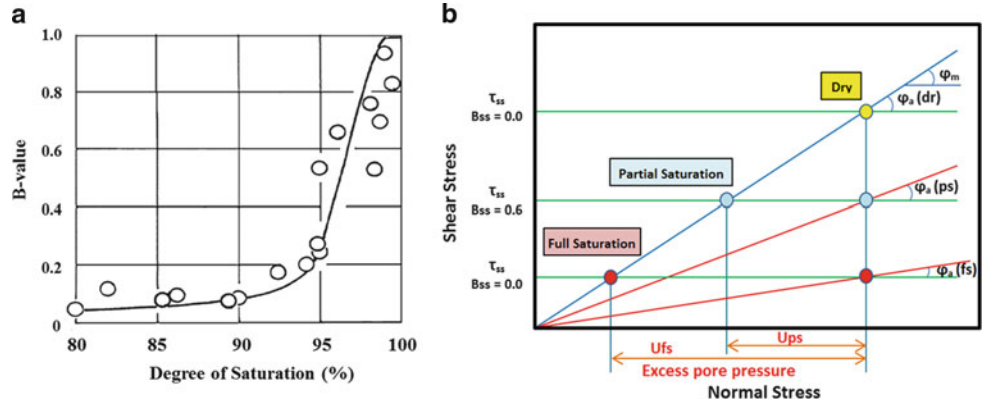 a
1.0
0.8
0.6
0.4
0.2
0
80
85
90
95
100
B-value
Degree of Saturation (%)
b
Shear Stress
τss
Bss = 0.0
τss
Bss = 0.6
τss
Bss = 0.0
Dry
Partial Saturation
Full Saturation
φm
φa (dr)
φa (ps)
φa (fs)
Ups
Ufs
Excess pore pressure
Normal Stress